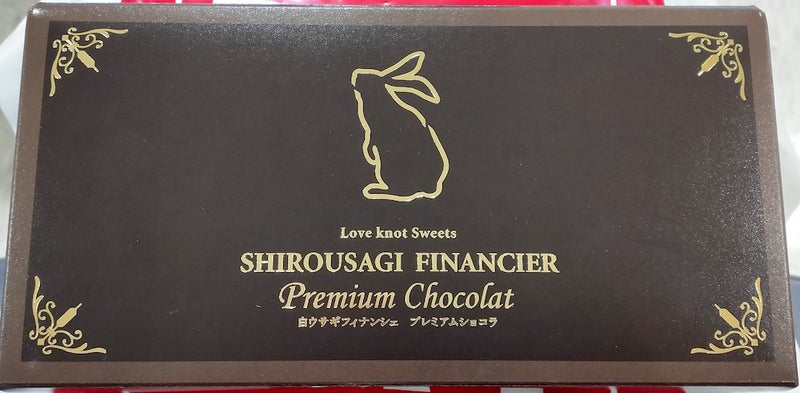 Love knot Sweets
SHIROUSAGI FINANCIER
Premium Chocolat
白ウサギフィナンシェ プレミアムショコラ